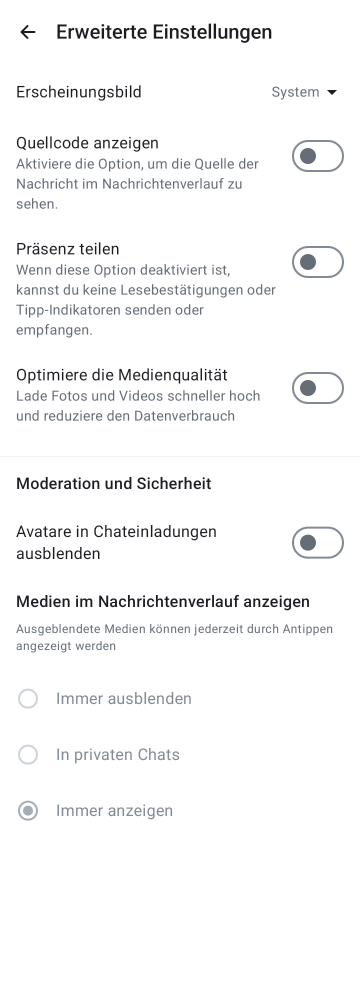 Erweiterte Einstellungen
Erscheinungsbild
System
Quellcode anzeigen
Aktiviere die Option, um die Quelle der
Nachricht im Nachrichtenverlauf zu
sehen.
Präsenz teilen
Wenn diese Option deaktiviert ist,
kannst du keine Lesebestätigungen oder
Tipp-Indikatoren senden oder
empfangen.
Optimiere die Medienqualität
Lade Fotos und Videos schneller hoch
und reduziere den Datenverbrauch
Moderation und Sicherheit
Avatare in Chateinladungen
ausblenden
Medien im Nachrichtenverlauf anzeigen
Ausgeblendete Medien können jederzeit durch Antippen
angezeigt werden
Immer ausblenden
In privaten Chats
Immer anzeigen